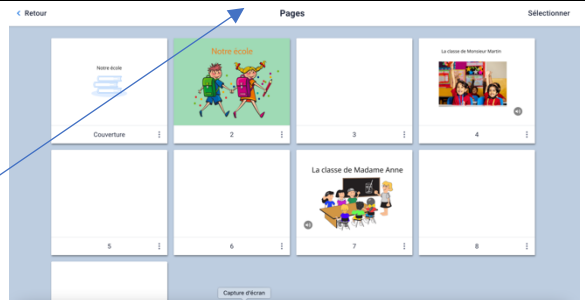 < Retour
Pages
Sélectionner
Notre école
Notre école
La classe de Monsieur Martin
Couverture
2
3
4
La classe de Madame Anne
5
6
7
8
Capture d'écran